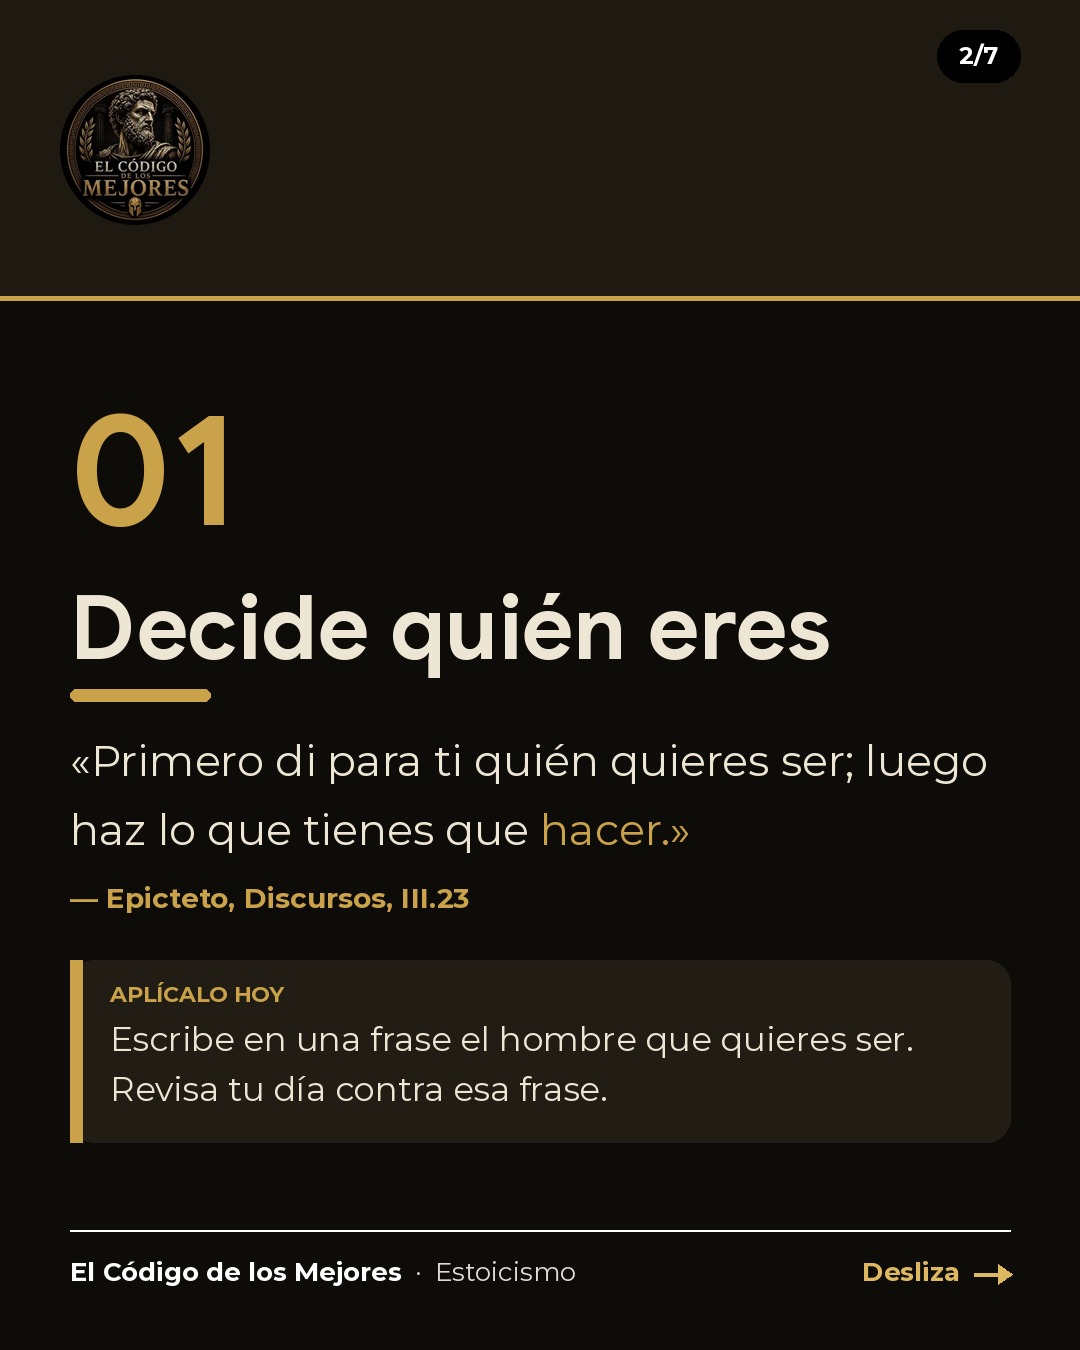 2/7
EL CÓDIGO
DE LOS
MEJORES
01
Decide quién eres
«Primero di para ti quién quieres ser; luego
haz lo que tienes que hacer.»
— Epicteto, Discursos, III.23
APLÍCALO HOY
Escribe en una frase el hombre que quieres ser.
Revisa tu día contra esa frase.
El Código de los Mejores · Estoicismo
Desliza